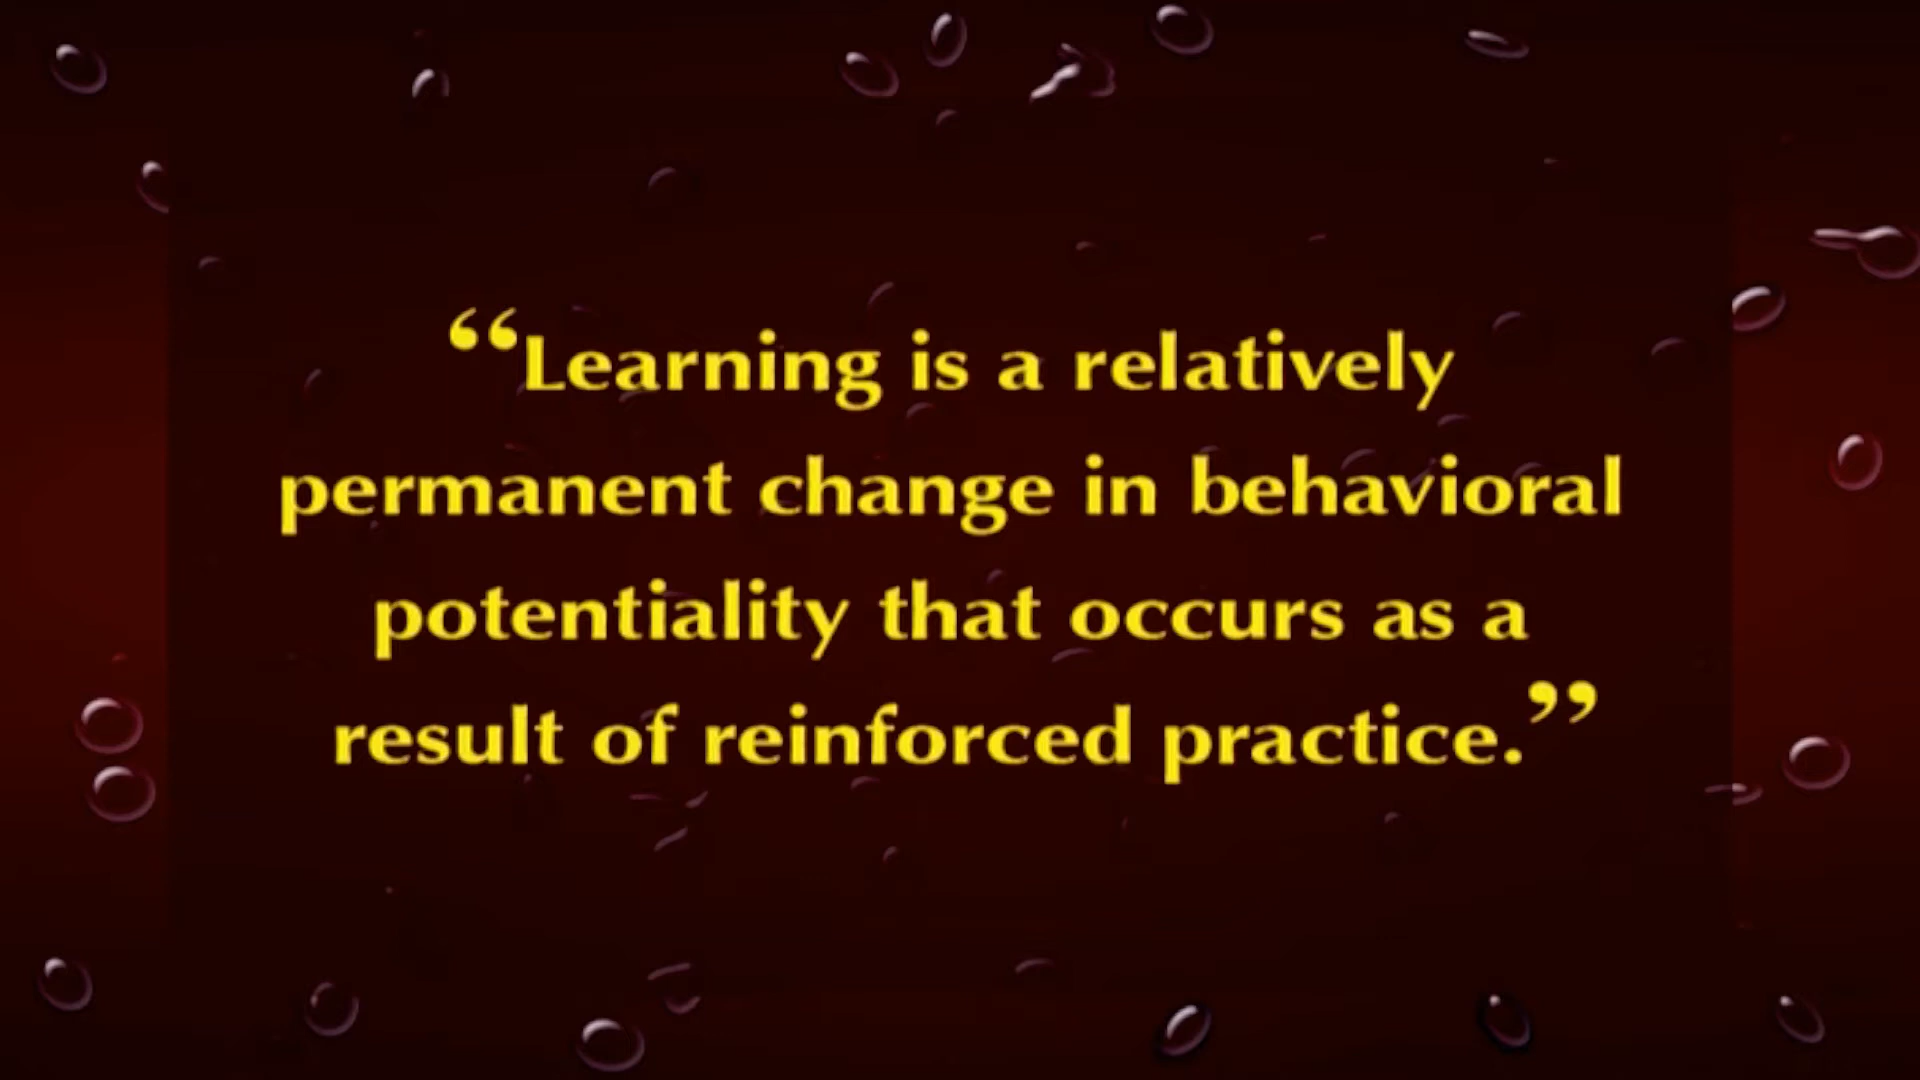 “Learning is a relatively
permanent change in behavioral
potentiality that occurs as a
result of reinforced practice.”